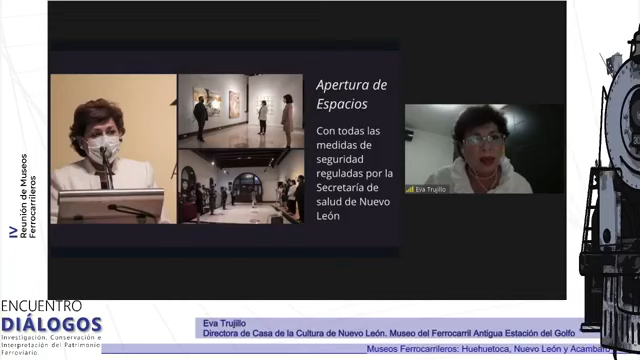 Apertura de
Espacios
Con todas las
medidas de
seguridad
reguladas por la
Secretaría de
salud de Nuevo
León
Eva Trujillo
IV
Reunión de Museos
Ferrocarrileros
ENCUENTRO
DIÁLOGOS
Investigación, Conservación e
Interpretación del Patrimonio
Ferroviario.
Eva Trujillo
Directora de Casa de la Cultura de Nuevo León. Museo del Ferrocarril Antigua Estación del Golfo
Museos Ferrocarrileros: Huehuetoca, Nuevo León y Acambaro